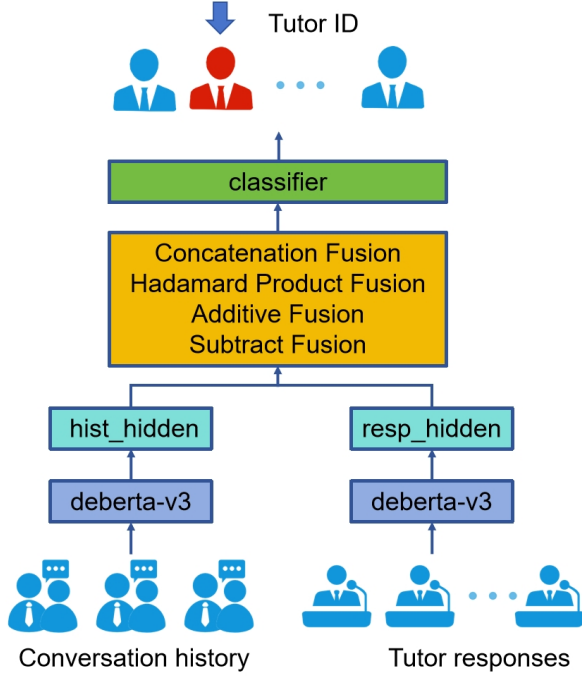 Tutor ID
classifier
Concatenation Fusion
Hadamard Product Fusion
Additive Fusion
Subtract Fusion
hist_hidden
resp_hidden
deberta-v3
deberta-v3
Conversation history
Tutor responses